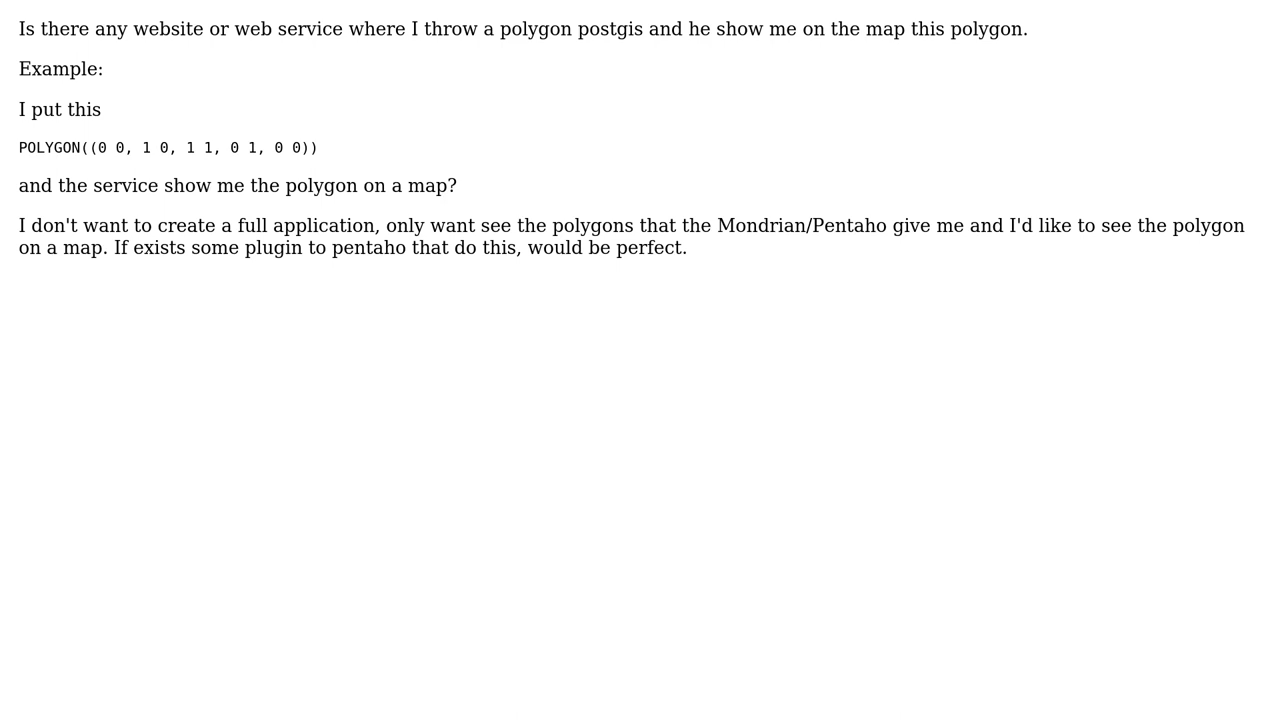 Is there any website or web service where I throw a polygon postgis and he show me on the map this polygon.
Example:
I put this
POLYGON((0 0, 1 0, 1 1, 0 1, 0 0))
and the service show me the polygon on a map?
I don't want to create a full application, only want see the polygons that the Mondrian/Pentaho give me and I'd like to see the polygon
on a map. If exists some plugin to pentaho that do this, would be perfect.